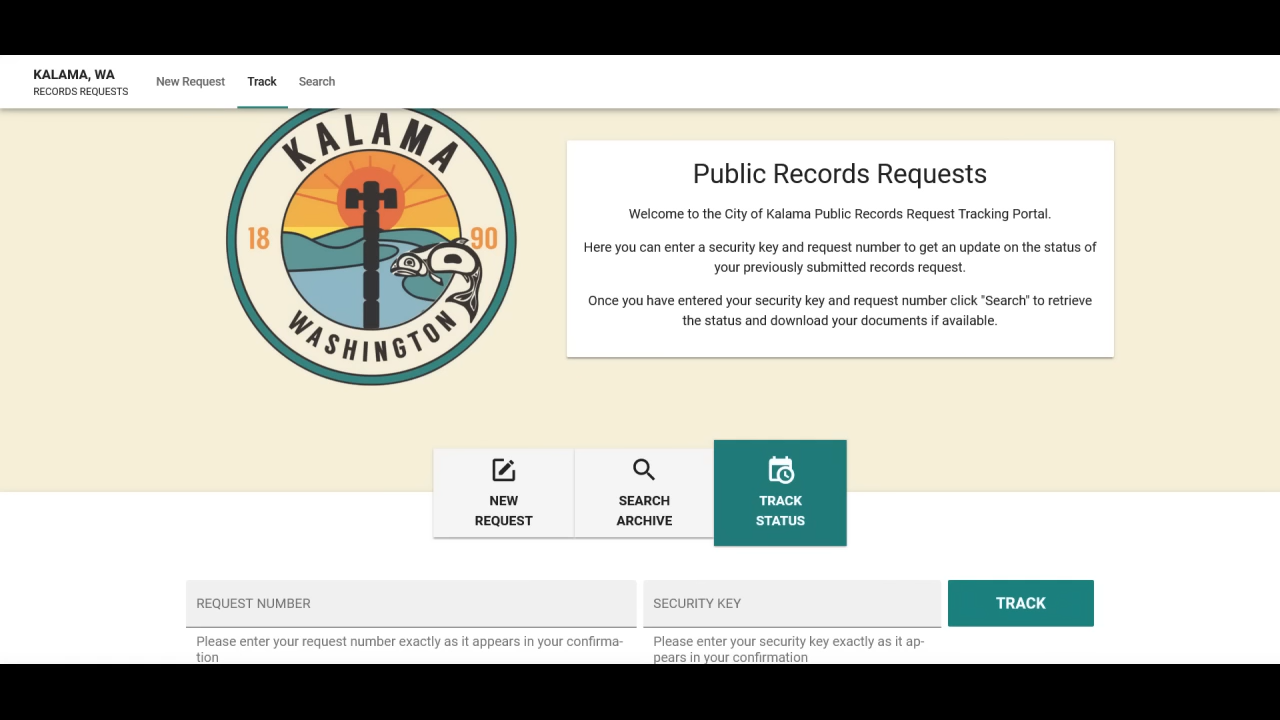 KALAMA, WA
RECORDS REQUESTS
New Request
Track
Search
KALAMA
18
90
WASHINGTON
Public Records Requests
Welcome to the City of Kalama Public Records Request Tracking Portal.
Here you can enter a security key and request number to get an update on the status of
your previously submitted records request.
Once you have entered your security key and request number click "Search" to retrieve
the status and download your documents if available.
NEW
REQUEST
SEARCH
ARCHIVE
TRACK
STATUS
REQUEST NUMBER
Please enter your request number exactly as it appears in your confirma-
tion
SECURITY KEY
Please enter your security key exactly as it ap-
pears in your confirmation
TRACK